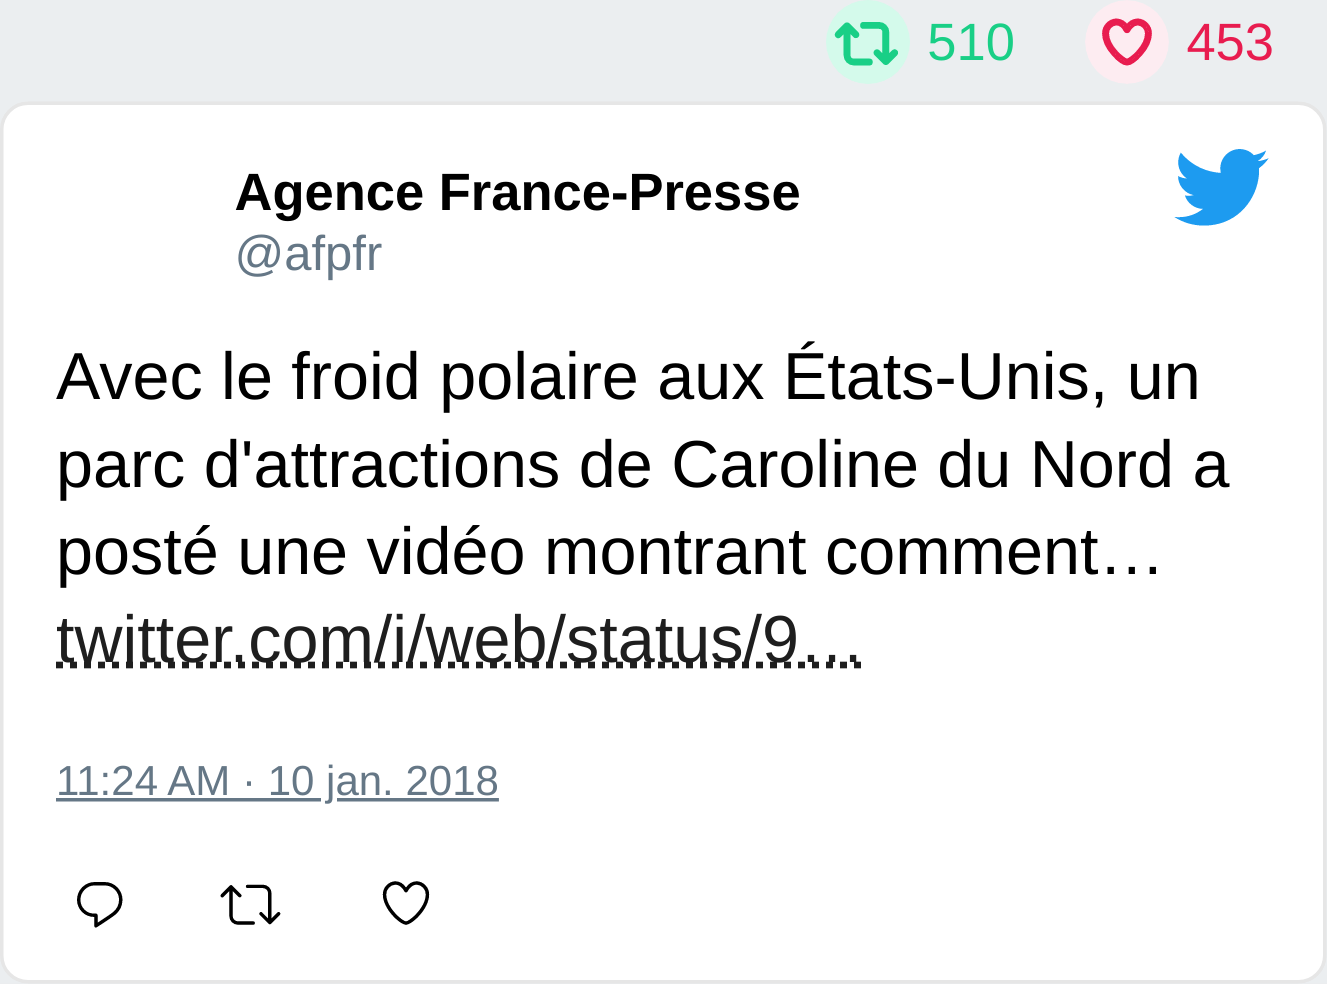 510 453
Agence France-Presse
@afpfr
Avec le froid polaire aux États-Unis, un
parc d'attractions de Caroline du Nord a
posté une vidéo montrant comment…
twitter.com/i/web/status/9…
11:24 AM · 10 jan. 2018